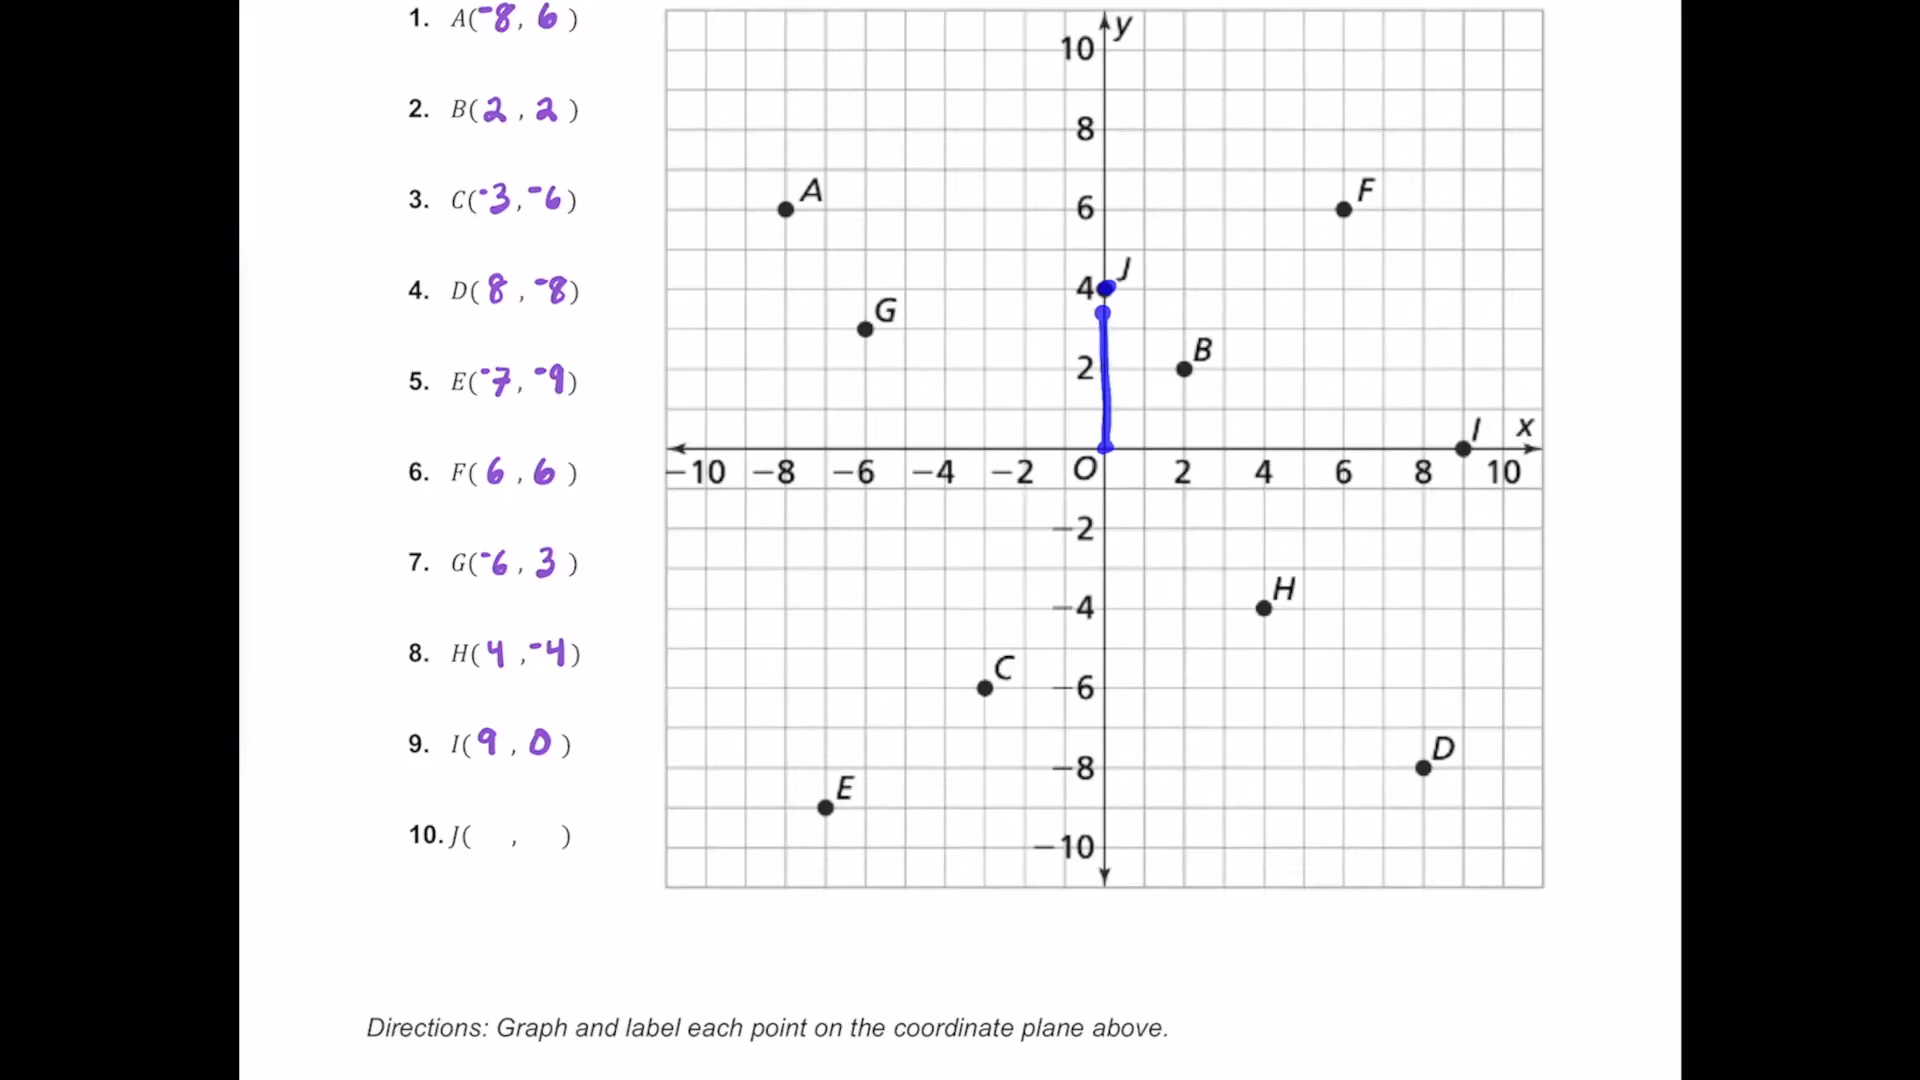 1. A(-8, 6)
2. B(2, 2)
3. C(-3, -6)
4. D(8, -8)
5. E(-7, -9)
6. F(6, 6)
7. G(-6, 3)
8. H(4, -4)
9. I(9, 0)
10. J( , )
y
10
8
A
F
6
J
4
G
B
2
I
x
−10 −8 −6 −4 −2 O 2 4 6 8 10
−2
H
−4
C
−6
D
−8
E
−10
Directions: Graph and label each point on the coordinate plane above.